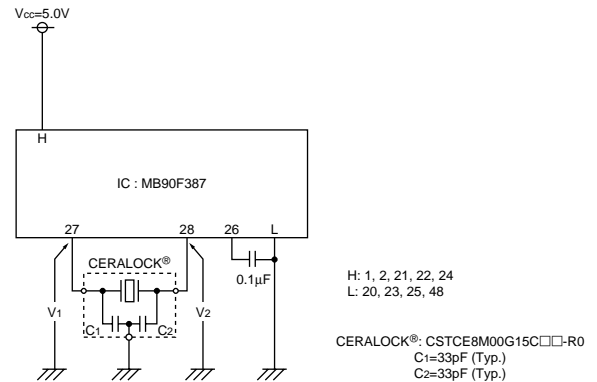 Vcc=5.0V
H
IC : MB90F387
27 28 26 L
CERALOCK®
0.1μF
V1
C1
C2
V2
H: 1, 2, 21, 22, 24
L: 20, 23, 25, 48
CERALOCK®: CSTCE8M00G15C□□-R0
C1=33pF (Typ.)
C2=33pF (Typ.)